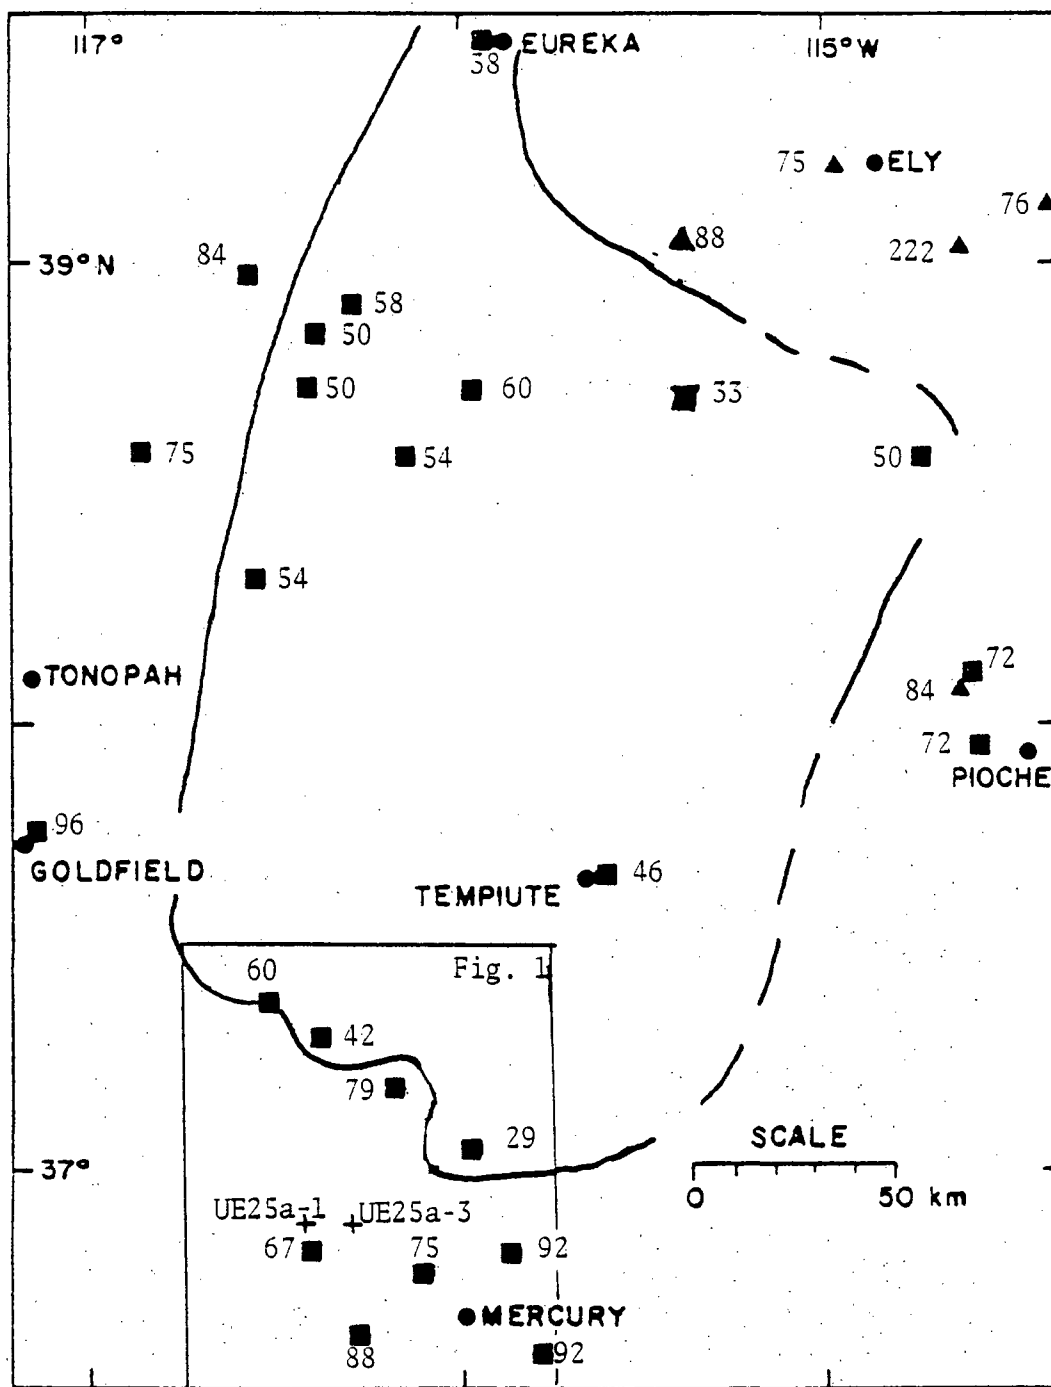 117°
38
EUREKA
115°W
75
ELY
76
39°N
84
88
222
58
50
50
60
33
75
54
50
54
TONOPAH
72
84
72
PIOCHE
96
GOLDFIELD
46
TEMPIUTE
Fig. 1
60
42
79
29
SCALE
37°
0 50 km
UE25a-1
UE25a-3
67
75
92
MERCURY
88
92